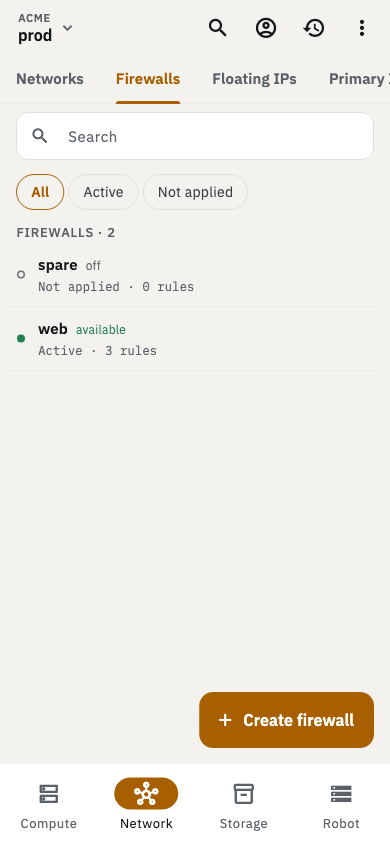 ACME
prod
Networks Firewalls Floating IPs Primary
Search
All Active Not applied
FIREWALLS · 2
spare off
Not applied · 0 rules
web available
Active · 3 rules
+ Create firewall
Compute Network Storage Robot